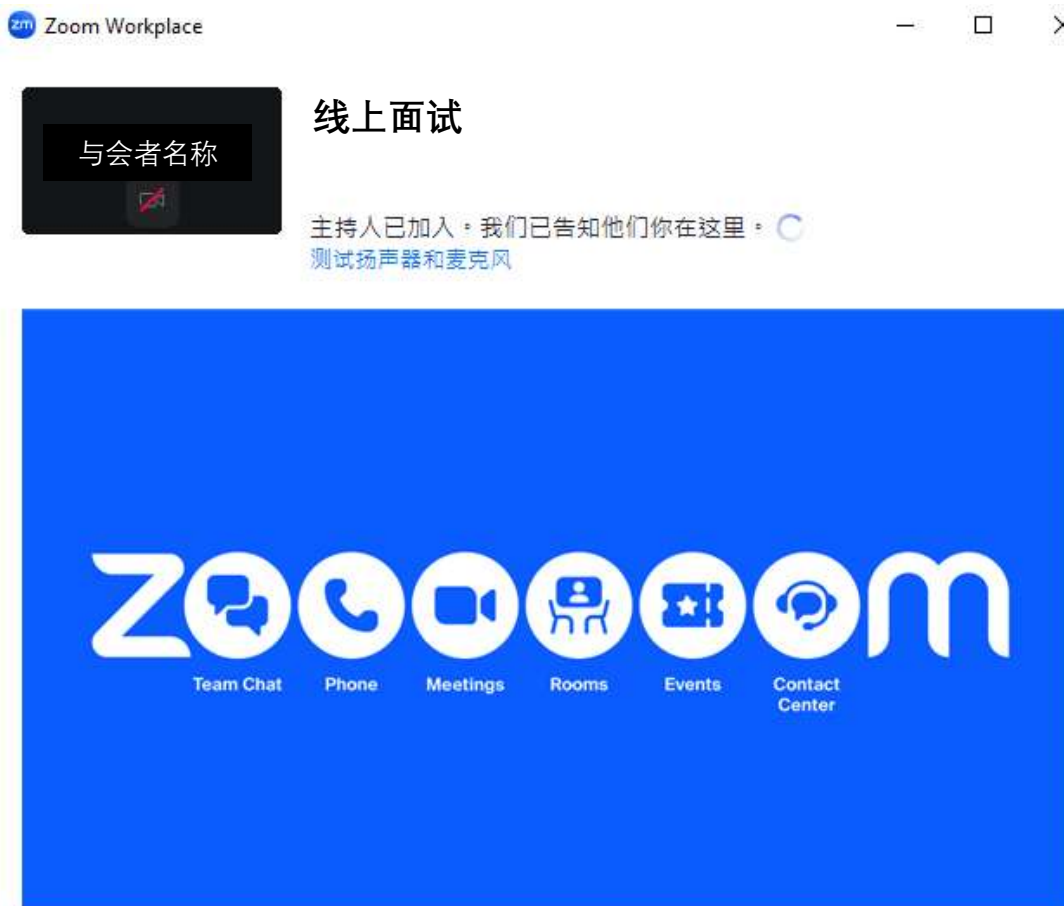 zm Zoom Workplace
线上面试
与会者名称
主持人已加入。我们已告知他们你在这里。
测试扬声器和麦克风
zoooooom
Team Chat Phone Meetings Rooms Events Contact Center